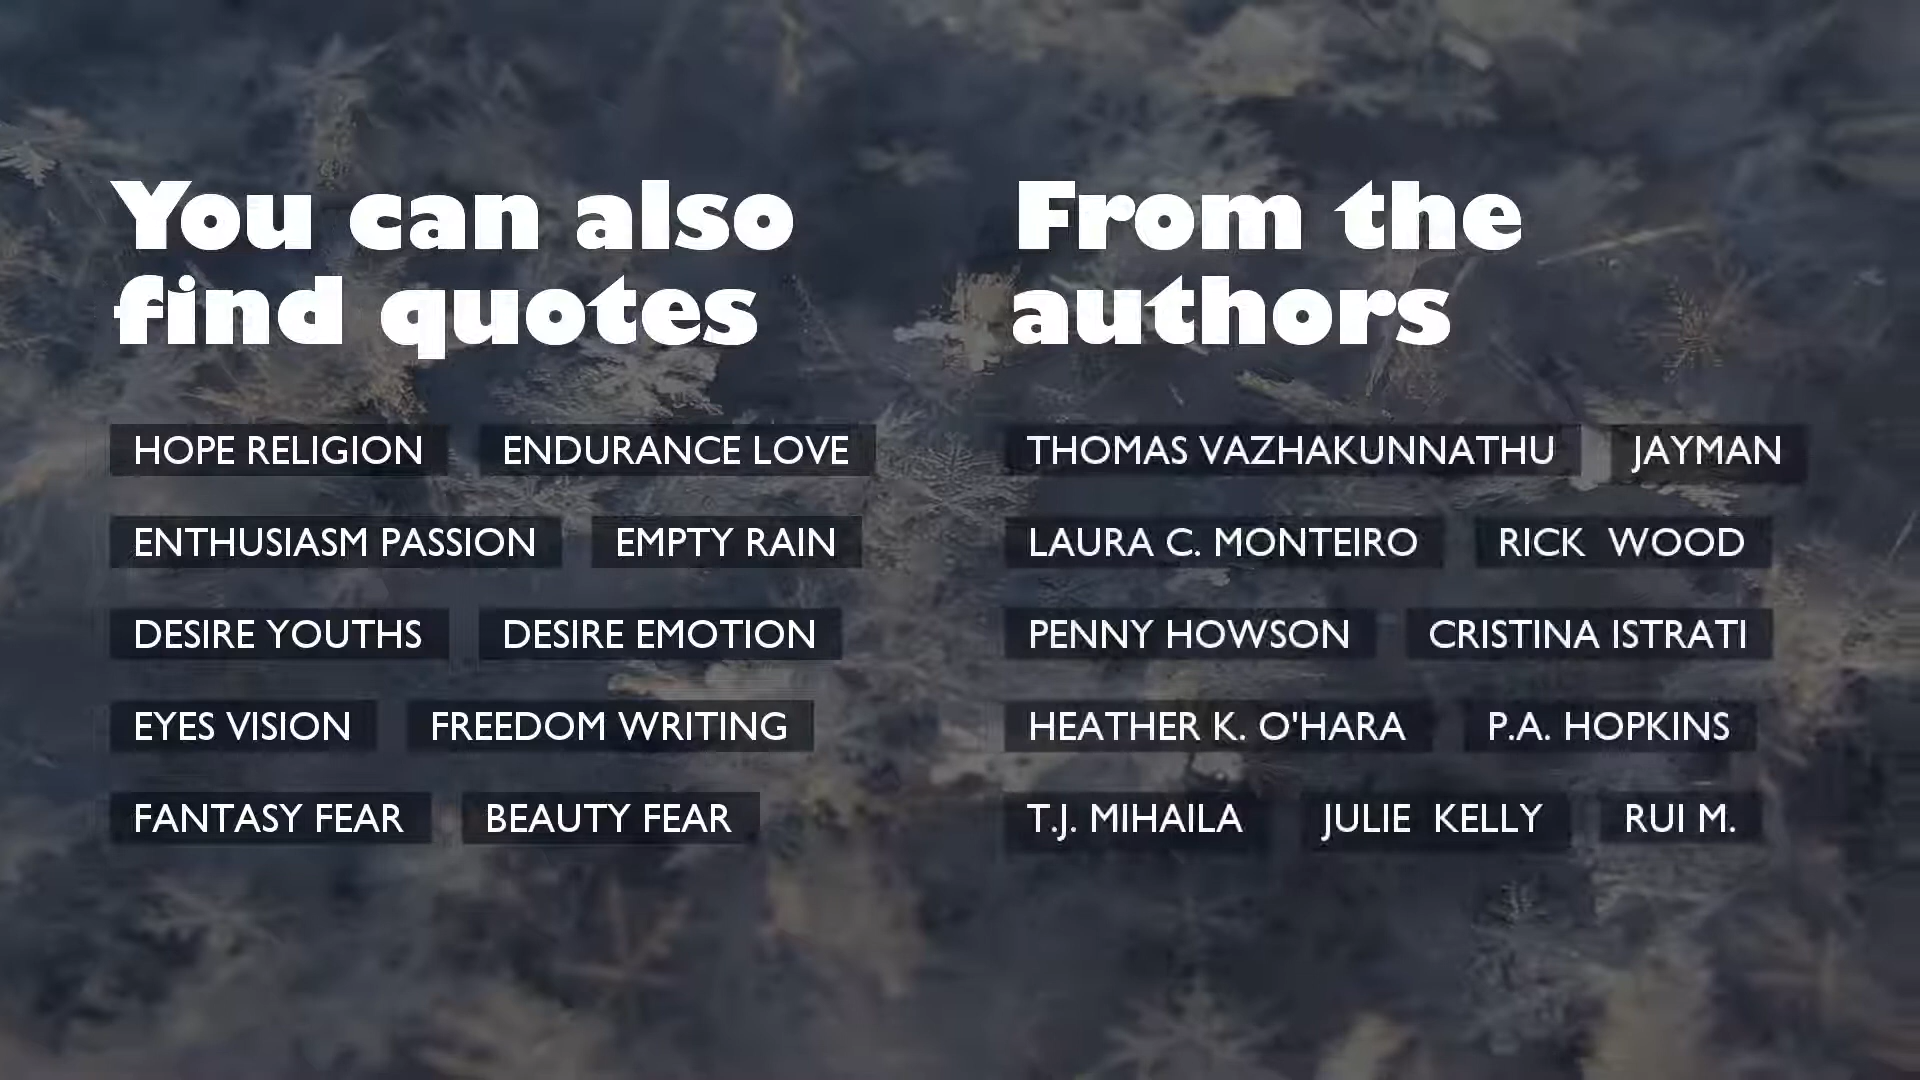 You can also
find quotes
HOPE RELIGION ENDURANCE LOVE
ENTHUSIASM PASSION EMPTY RAIN
DESIRE YOUTHS DESIRE EMOTION
EYES VISION FREEDOM WRITING
FANTASY FEAR BEAUTY FEAR
From the
authors
THOMAS VAZHAKUNNATHU JAYMAN
LAURA C. MONTEIRO RICK  WOOD
PENNY HOWSON CRISTINA ISTRATI
HEATHER K. O'HARA P.A. HOPKINS
T.J. MIHAILA JULIE  KELLY RUI M.